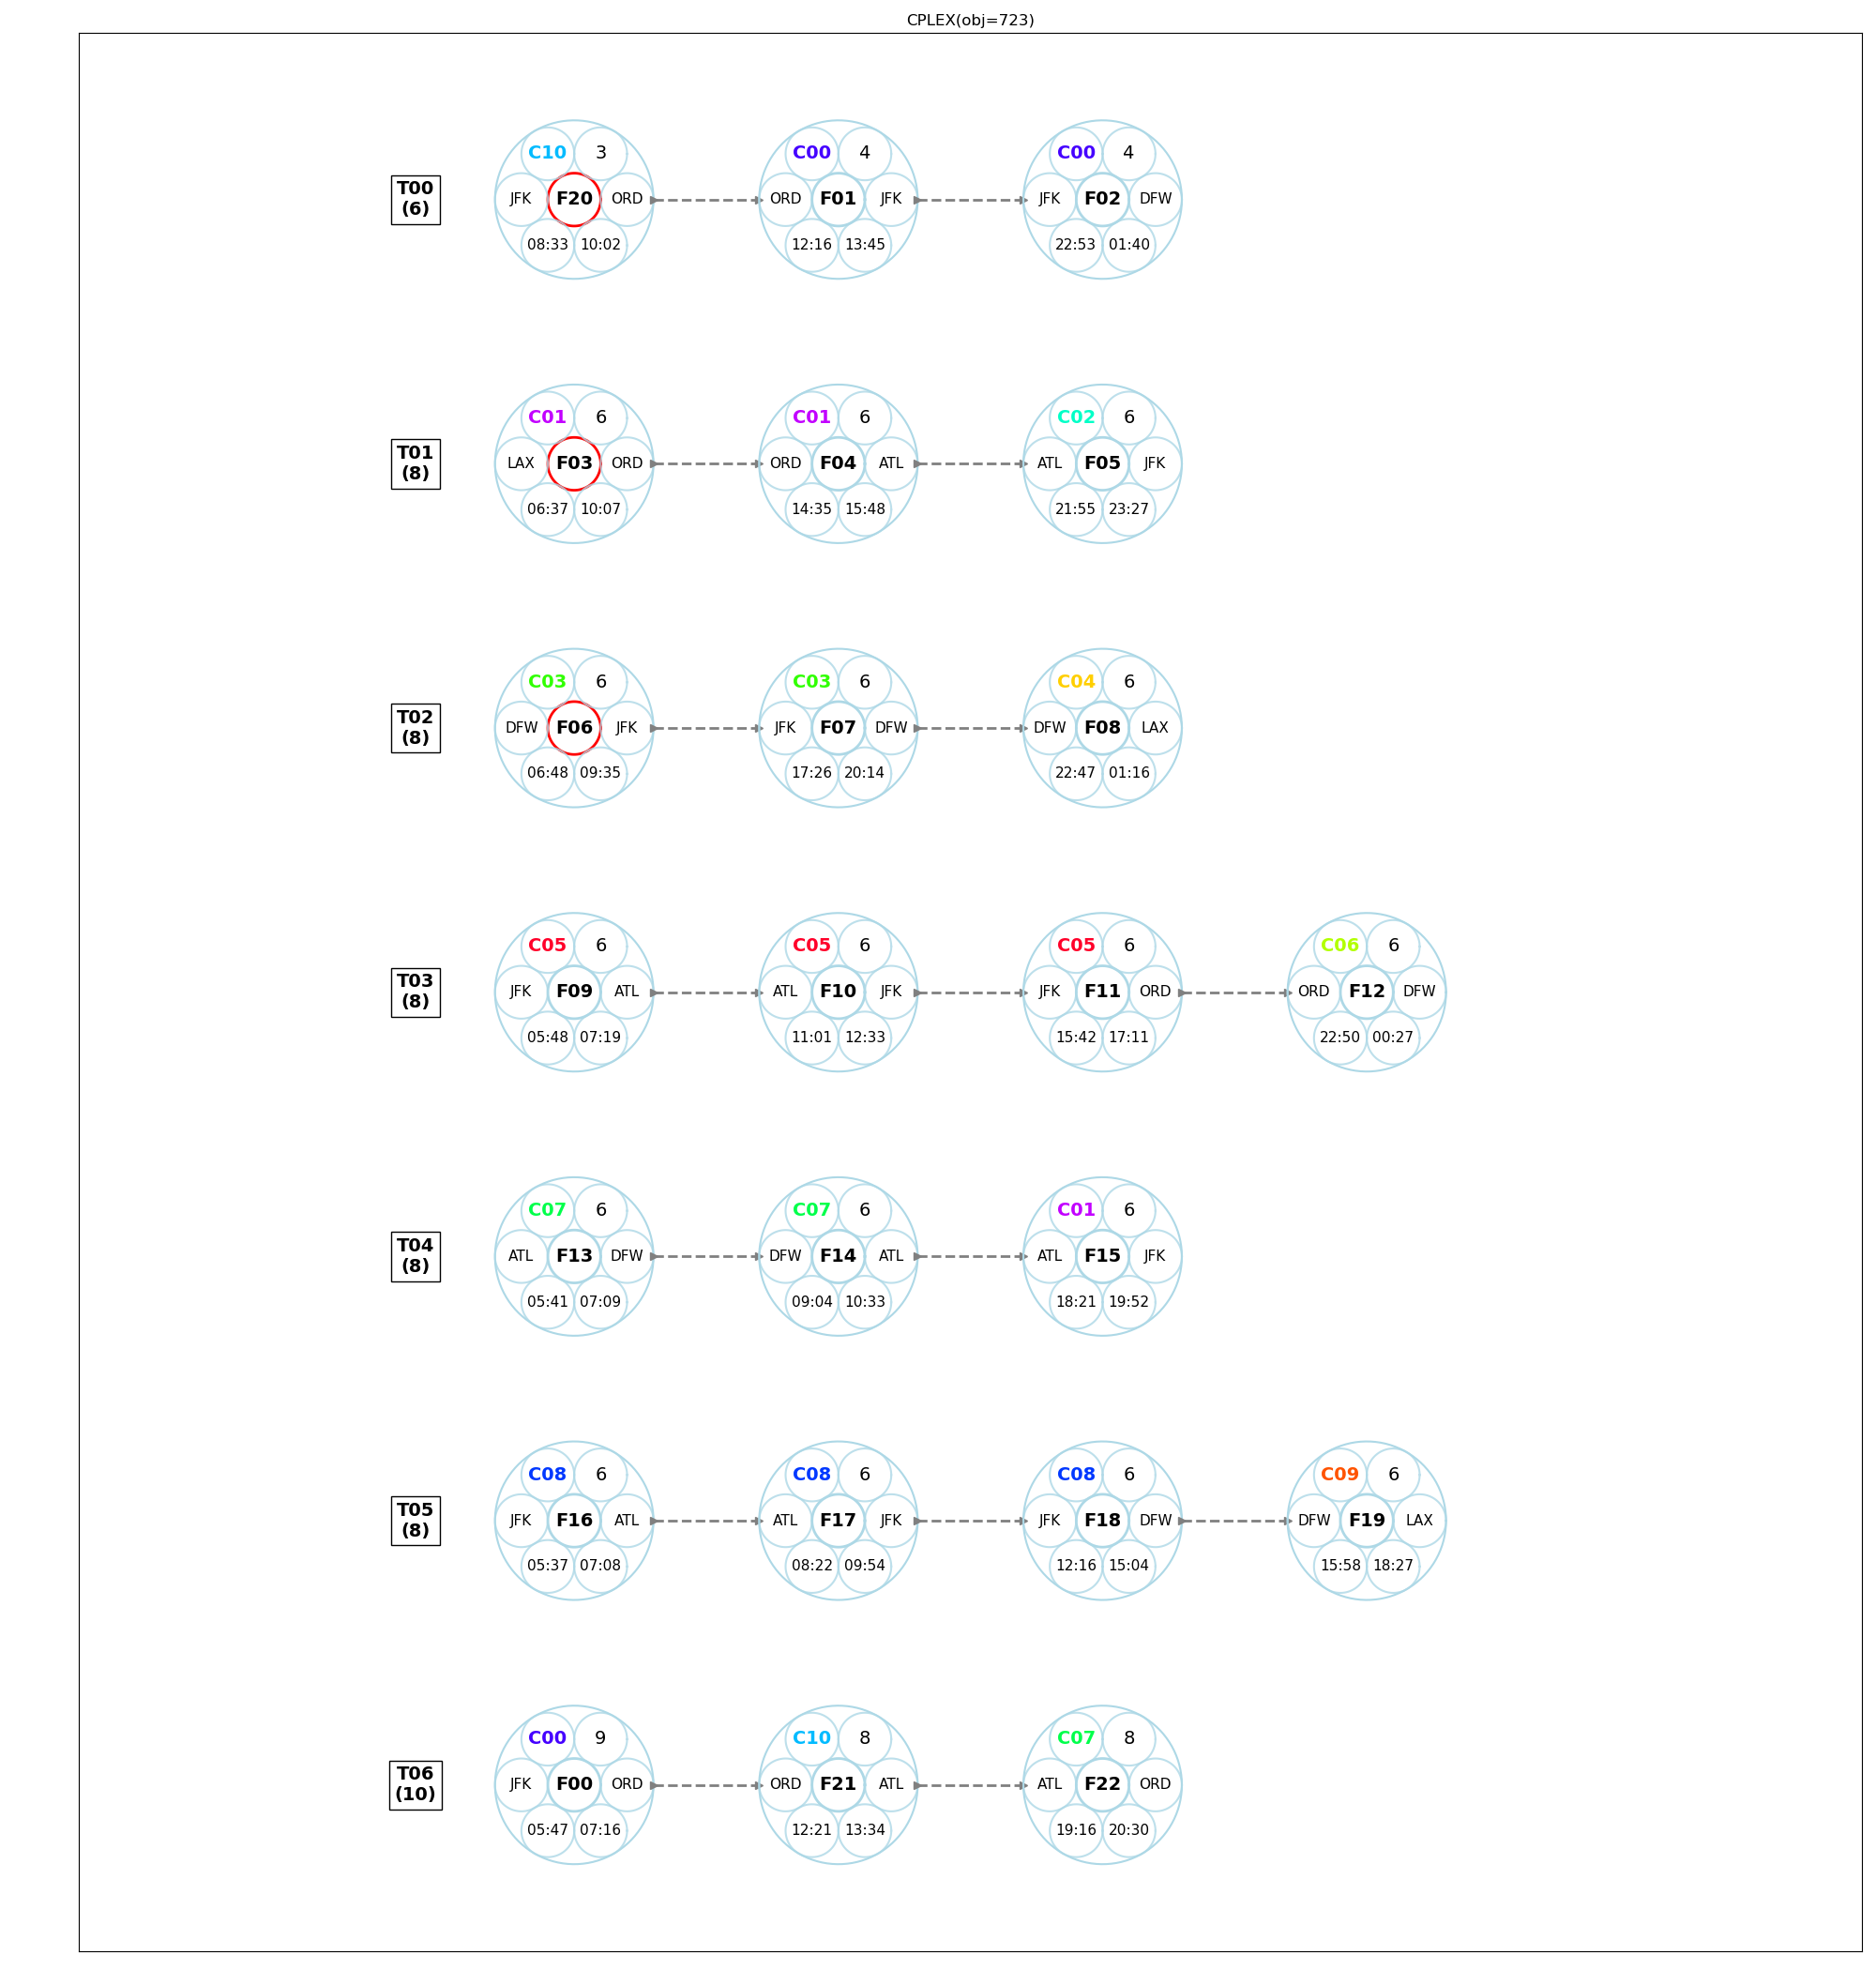 CPLEX(obj=723)
C10 3 C00 4 C00 4
T00 JFK F20 ORD ORD F01 JFK JFK F02 DFW
(6)
08:33 10:02 12:16 13:45 22:53 01:40
C01 6 C01 6 C02 6
T01 LAX F03 ORD ORD F04 ATL ATL F05 JFK
(8)
06:37 10:07 14:35 15:48 21:55 23:27
C03 6 C03 6 C04 6
T02 DFW F06 JFK JFK F07 DFW DFW F08 LAX
(8)
06:48 09:35 17:26 20:14 22:47 01:16
C05 6 C05 6 C05 6 C06 6
T03 JFK F09 ATL ATL F10 JFK JFK F11 ORD ORD F12 DFW
(8)
05:48 07:19 11:01 12:33 15:42 17:11 22:50 00:27
C07 6 C07 6 C01 6
T04 ATL F13 DFW DFW F14 ATL ATL F15 JFK
(8)
05:41 07:09 09:04 10:33 18:21 19:52
C08 6 C08 6 C08 6 C09 6
T05 JFK F16 ATL ATL F17 JFK JFK F18 DFW DFW F19 LAX
(8)
05:37 07:08 08:22 09:54 12:16 15:04 15:58 18:27
C00 9 C10 8 C07 8
T06 JFK F00 ORD ORD F21 ATL ATL F22 ORD
(10)
05:47 07:16 12:21 13:34 19:16 20:30